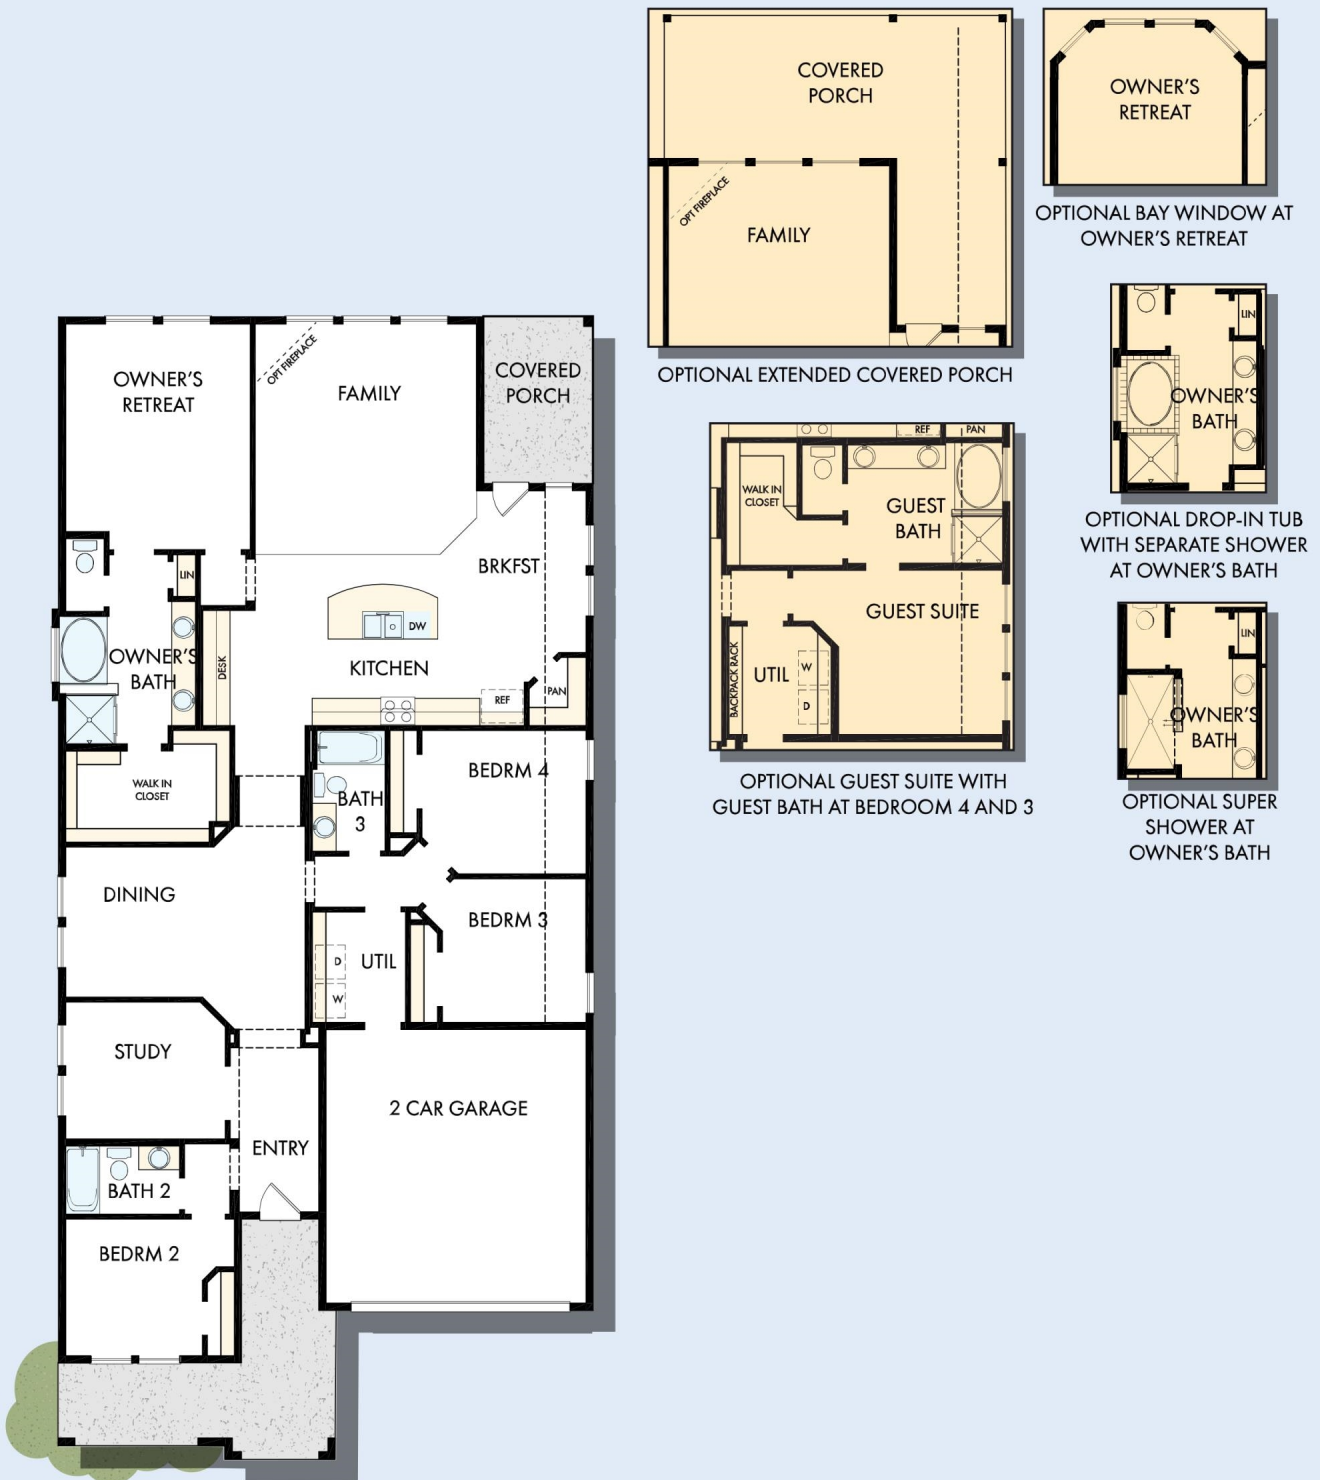 COVERED
PORCH
OPT FIREPLACE
FAMILY
OPTIONAL EXTENDED COVERED PORCH
OWNER'S
RETREAT
OPTIONAL BAY WINDOW AT
OWNER'S RETREAT
LIN
OWNER'S
BATH
OPTIONAL DROP-IN TUB
WITH SEPARATE SHOWER
AT OWNER'S BATH
LIN
OWNER'S
BATH
OPTIONAL SUPER
SHOWER AT
OWNER'S BATH
REF
PAN
WALK IN
CLOSET
GUEST
BATH
GUEST SUITE
BACKPACK RACK
UTIL
W
D
OPTIONAL GUEST SUITE WITH
GUEST BATH AT BEDROOM 4 AND 3
OWNER'S
RETREAT
OPT FIREPLACE
FAMILY
COVERED
PORCH
LIN
BRKFST
DW
OWNER'S
BATH
DESK
KITCHEN
REF
PAN
WALK IN
CLOSET
BATH
3
BEDRM 4
DINING
BEDRM 3
D
UTIL
W
STUDY
2 CAR GARAGE
ENTRY
BATH 2
BEDRM 2